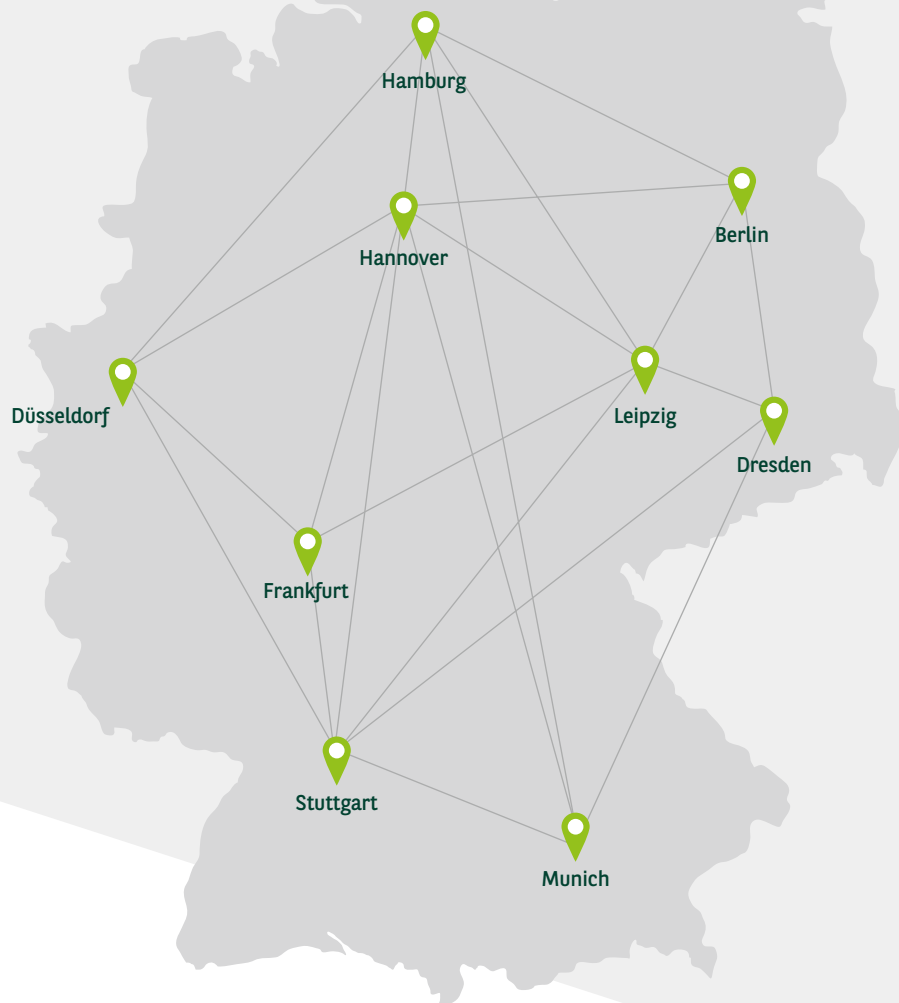 Hamburg
Berlin
Hannover
Düsseldorf
Leipzig
Dresden
Frankfurt
Stuttgart
Munich